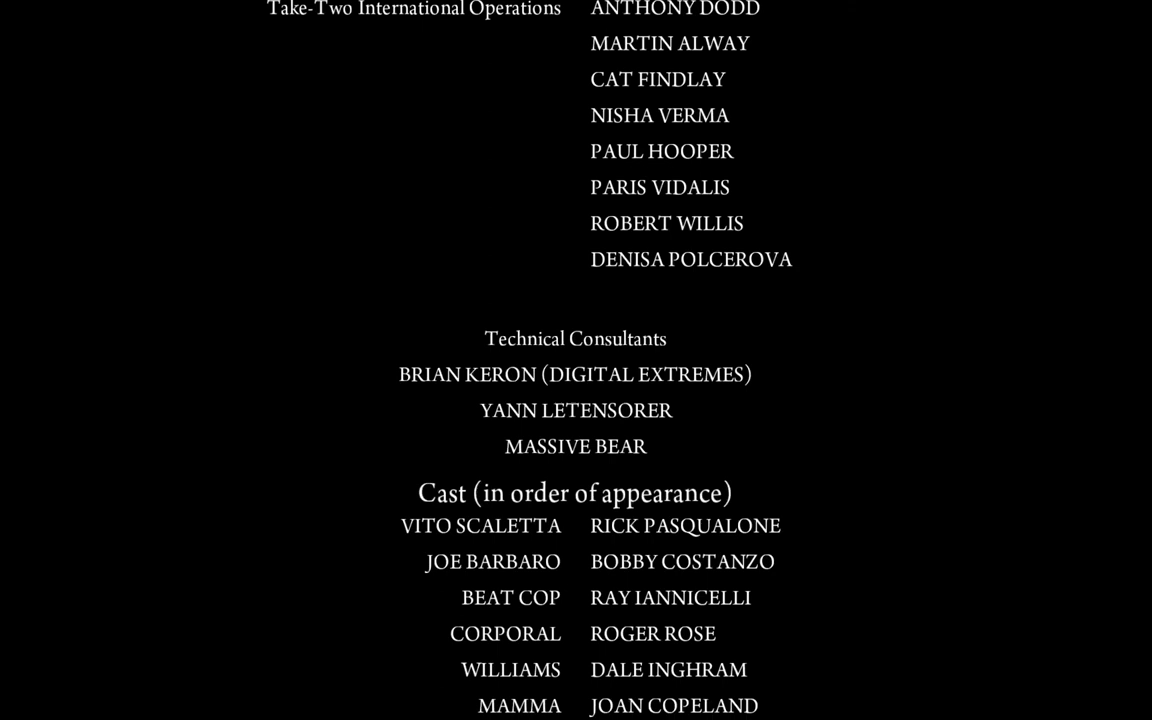 Take-Two International Operations ANTHONY DODD
MARTIN ALWAY
CAT FINDLAY
NISHA VERMA
PAUL HOOPER
PARIS VIDALIS
ROBERT WILLIS
DENISA POLCEROVA
Technical Consultants
BRIAN KERON (DIGITAL EXTREMES)
YANN LETENSORER
MASSIVE BEAR
Cast (in order of appearance)
VITO SCALETTA RICK PASQUALONE
JOE BARBARO BOBBY COSTANZO
BEAT COP RAY IANNICELLI
CORPORAL ROGER ROSE
WILLIAMS DALE INGHRAM
MAMMA JOAN COPELAND